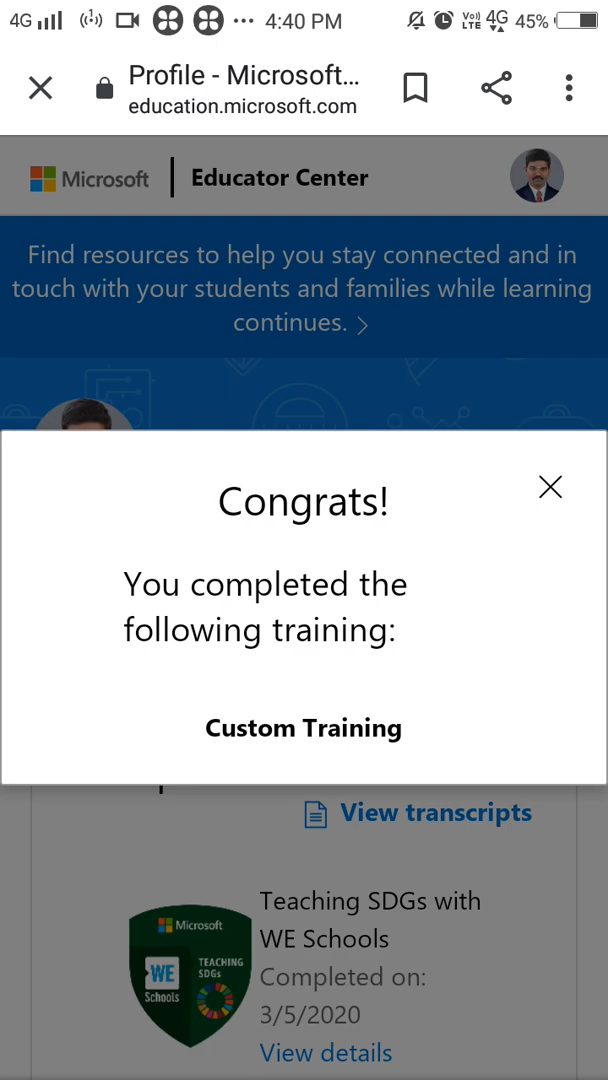 4G 4:40 PM Vo)) LTE 4G 45%
Profile - Microsoft...
education.microsoft.com
Microsoft | Educator Center
Find resources to help you stay connected and in
touch with your students and families while learning
continues.
Congrats!
You completed the
following training:
Custom Training
View transcripts
Microsoft
WE
Schools
TEACHING
SDGs
Teaching SDGs with
WE Schools
Completed on:
3/5/2020
View details